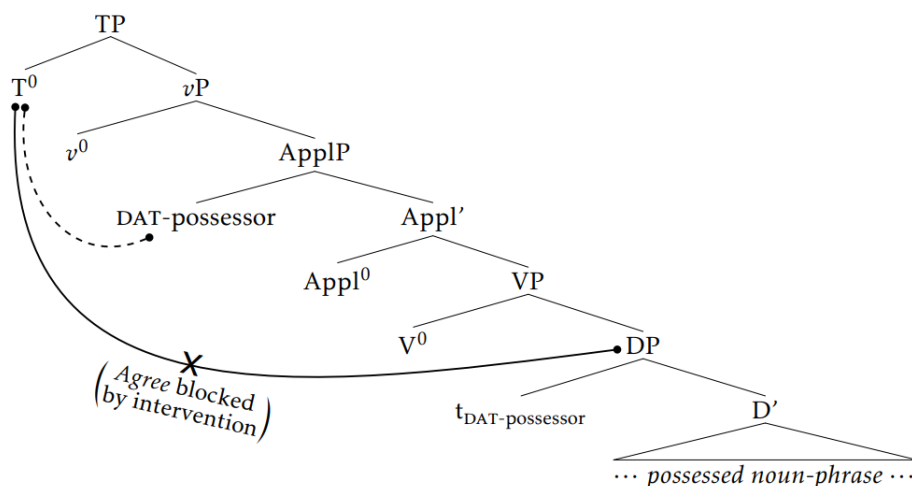 TP
T⁰ vP
v⁰ ApplP
DAT-possessor Appl’
Appl⁰ VP
V⁰ DP
X
(Agree blocked
by intervention)
t_DAT-possessor D’
··· possessed noun-phrase ···